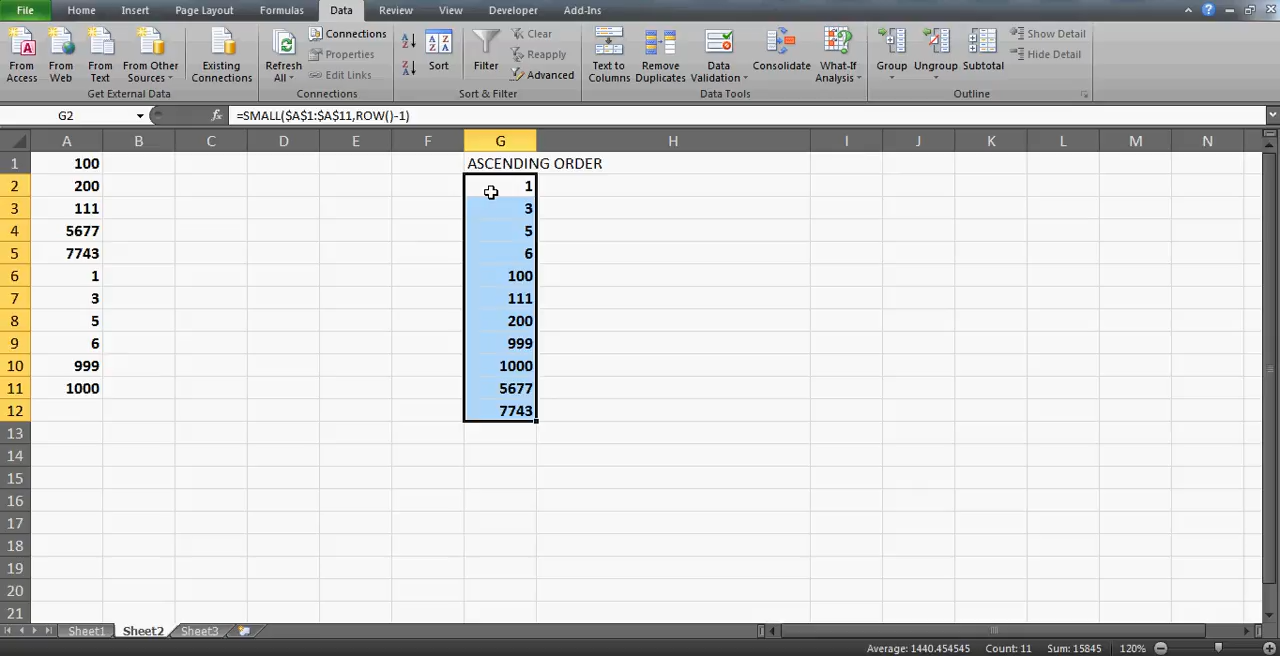 File Home Insert Page Layout Formulas Data Review View Developer Add-Ins
From Access
From Web
From Text
From Other Sources
Existing Connections
Get External Data
Refresh All
Connections
Properties
Edit Links
Connections
Sort
Filter
Clear
Reapply
Advanced
Sort & Filter
Text to Columns
Remove Duplicates
Data Validation
Consolidate
What-If Analysis
Data Tools
Group
Ungroup
Subtotal
Show Detail
Hide Detail
Outline
G2 fx =SMALL($A$1:$A$11,ROW()-1)
A B C D E F G H I J K L M N
1 100 ASCENDING ORDER
2 200 1
3 111 3
4 5677 5
5 7743 6
6 1 100
7 3 111
8 5 200
9 6 999
10 999 1000
11 1000 5677
12 7743
13
14
15
16
17
18
19
20
21
Sheet1 Sheet2 Sheet3
Average: 1440.454545 Count: 11 Sum: 15845 120%